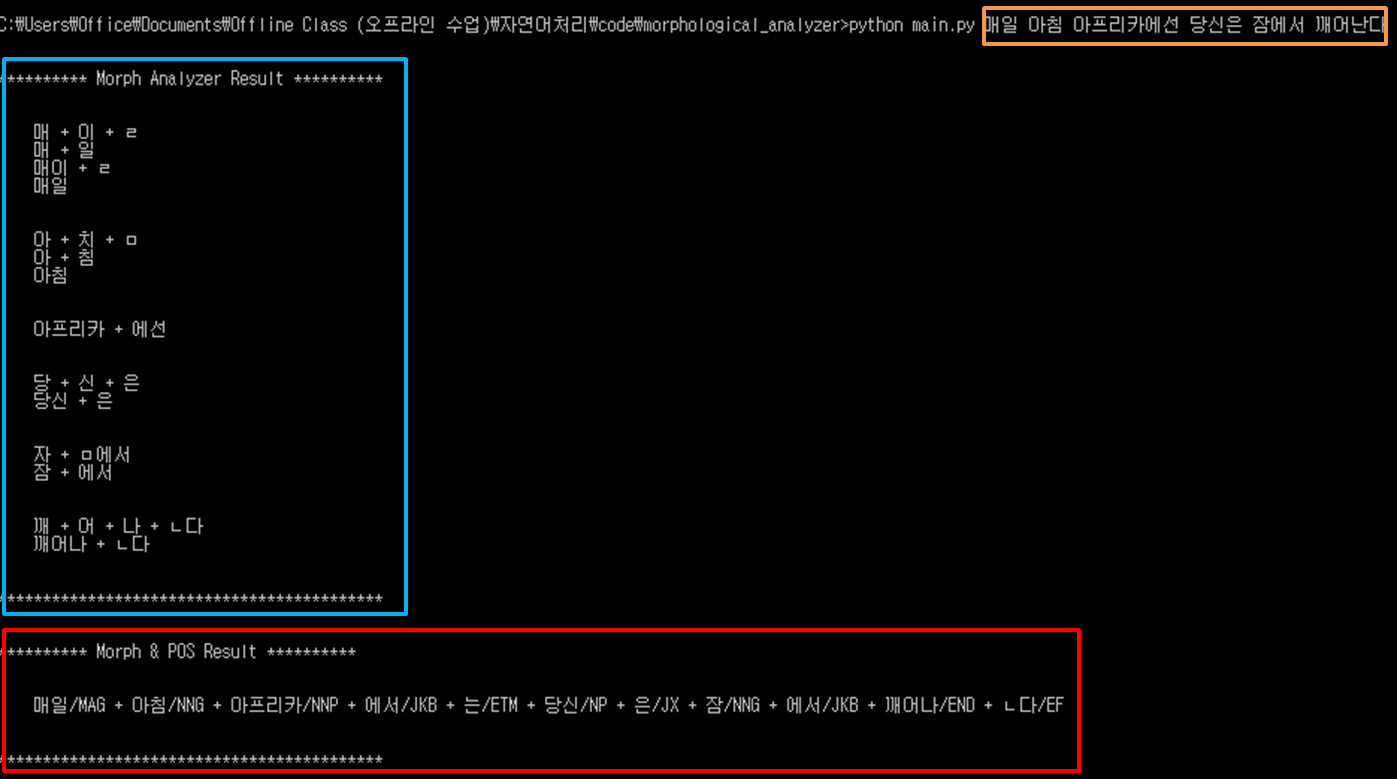 C:\Users\Office\Documents\Offline Class (오프라인 수업)\자연어처리\code\morphological_analyzer>python main.py 매일 아침 아프리카에선 당신은 잠에서 깨어난다
********* Morph Analyzer Result **********
매 + 이 + ㄹ
매 + 일
매이 + ㄹ
매일
아 + 치 + ㅁ
아 + 침
아침
아프리카 + 에선
당 + 신 + 은
당신 + 은
자 + ㅁ에서
잠 + 에서
깨 + 어 + 나 + ㄴ다
깨어나 + ㄴ다
*******************************************
********* Morph & POS Result **********
매일/MAG + 아침/NNG + 아프리카/NNP + 에서/JKB + 는/ETM + 당신/NP + 은/JX + 잠/NNG + 에서/JKB + 깨어나/END + ㄴ다/EF
*******************************************